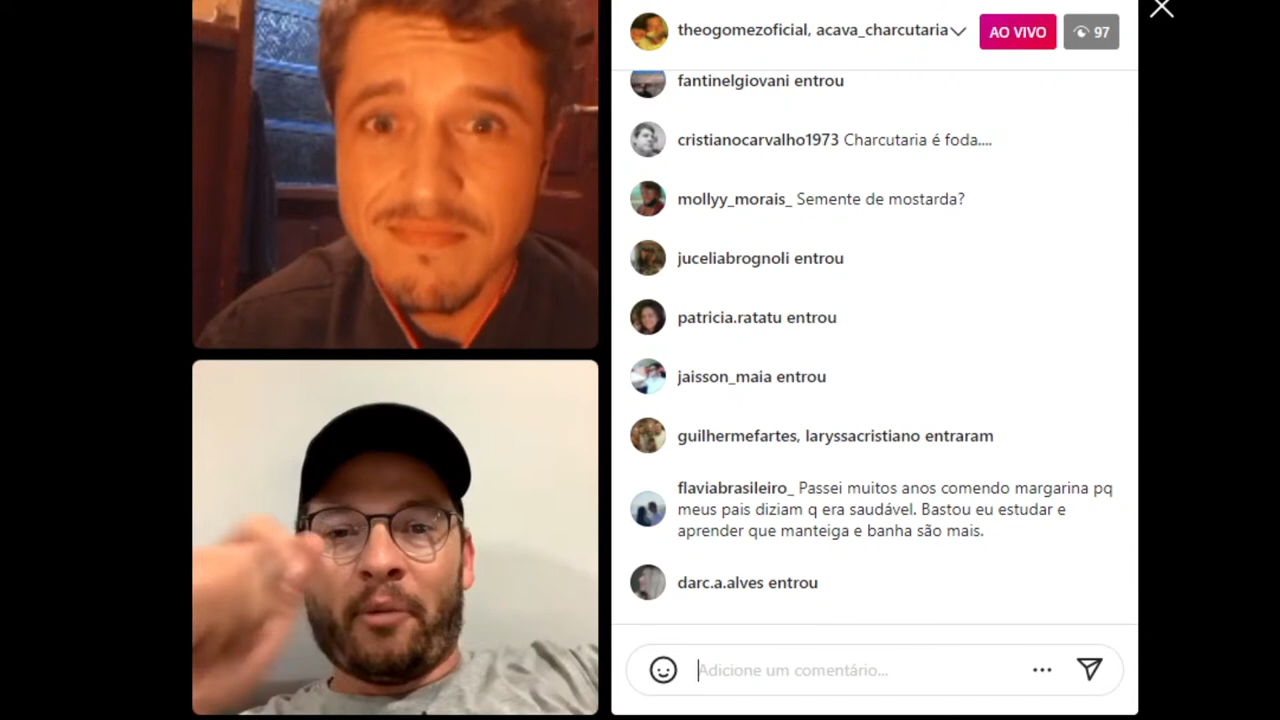 theogomezoficial, acava_charcutaria
AO VIVO
97
fantinelgiovani entrou
cristianocarvalho1973 Charcutaria é foda....
mollyy_morais_ Semente de mostarda?
juceliabrognoli entrou
patricia.ratatu entrou
jaisson_maia entrou
guilhermefartes, laryssacristiano entraram
flaviabrasileiro_ Passei muitos anos comendo margarina pq
meus pais diziam q era saudável. Bastou eu estudar e
aprender que manteiga e banha são mais.
darc.a.alves entrou
Adicione um comentário...